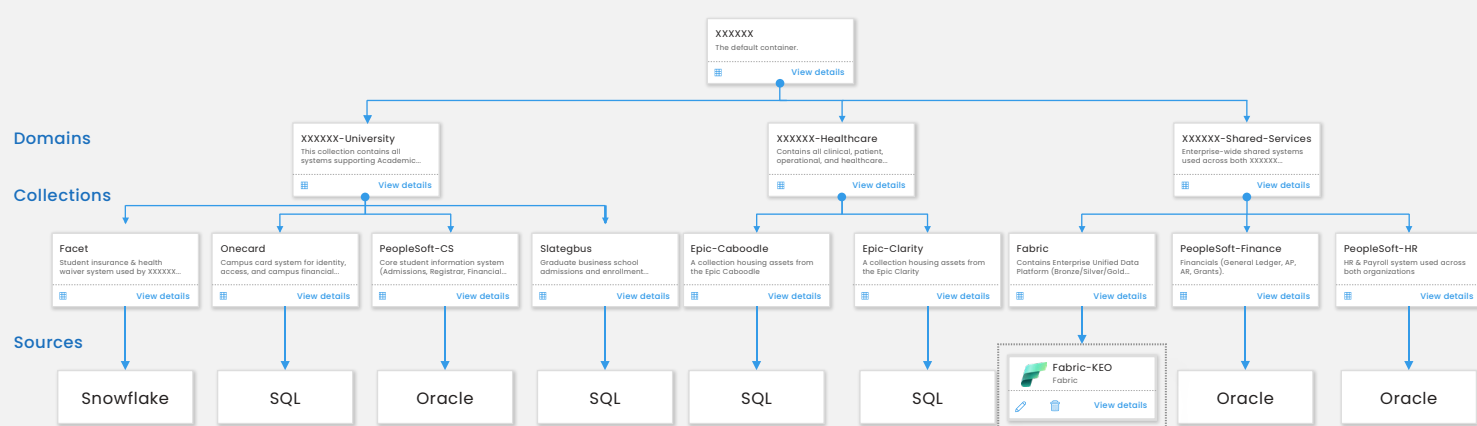 XXXXXX
The default container.
View details
Domains
XXXXXX-University
This collection contains all
systems supporting Academic...
View details
XXXXXX-Healthcare
Contains all clinical, patient,
operational, and healthcare...
View details
XXXXXX-Shared-Services
Enterprise-wide shared systems
used across both XXXXXX...
View details
Collections
Facet
Student insurance & health
waiver system used by XXXXXX...
View details
Onecard
Campus card system for identity,
access, and campus financial...
View details
PeopleSoft-CS
Core student information system
(Admissions, Registrar, Financial...
View details
Slategbus
Graduate business school
admissions and enrollment...
View details
Epic-Caboodle
A collection housing assets from
the Epic Caboodle
View details
Epic-Clarity
A collection housing assets from
the Epic Clarity
View details
Fabric
Contains Enterprise Unified Data
Platform (Bronze/Silver/Gold...
View details
PeopleSoft-Finance
Financials (General Ledger, AP,
AR, Grants).
View details
PeopleSoft-HR
HR & Payroll system used across
both organizations
View details
Sources
Snowflake
SQL
Oracle
SQL
SQL
SQL
Fabric-KEO
Fabric
View details
Oracle
Oracle